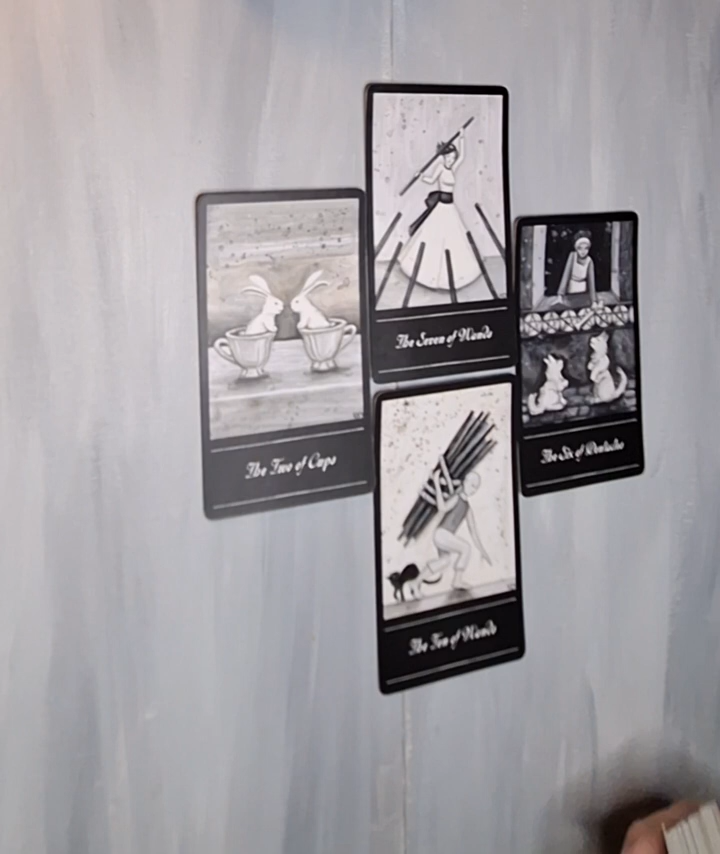 The Seven of Wands
The Two of Cups
The Six of Pentacles
The Ten of Wands